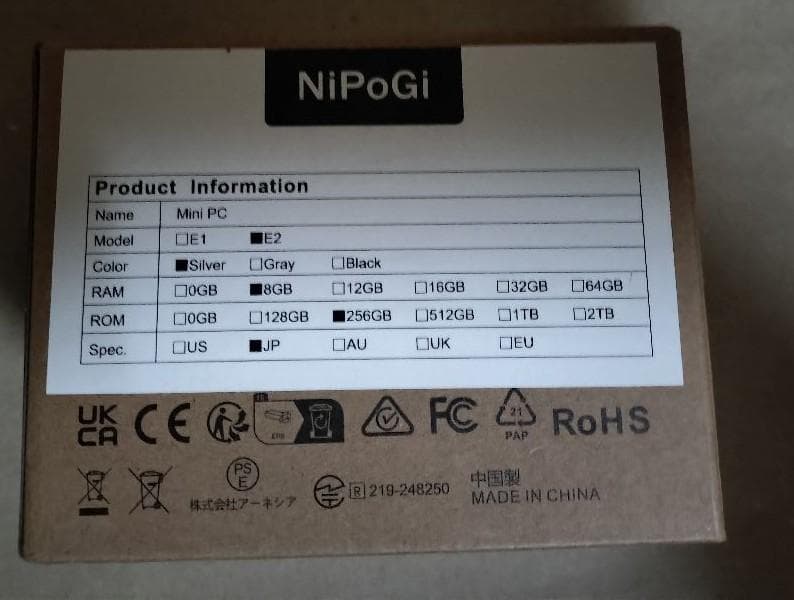 NiPoGi
Product Information
Name Mini PC
Model □E1 ■E2
Color ■Silver □Gray □Black
RAM □0GB ■8GB □12GB □16GB □32GB □64GB
ROM □0GB □128GB ■256GB □512GB □1TB □2TB
Spec. □US ■JP □AU □UK □EU
UK
CA CE FC 21
PAP RoHS
PS
E
株式会社アーネシア
R 219-248250
中国製
MADE IN CHINA